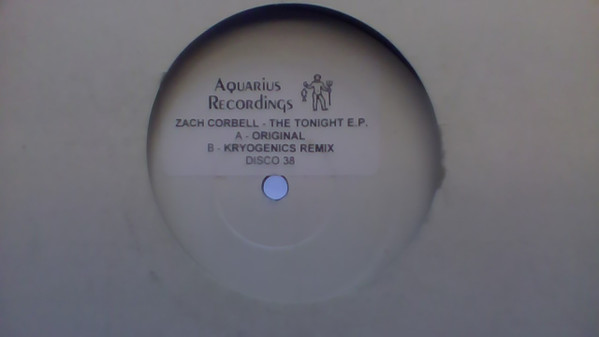 Aquarius
Recordings
ZACH CORBELL - THE TONIGHT E.P.
A - ORIGINAL
B - KRYOGENICS REMIX
DISCO 38